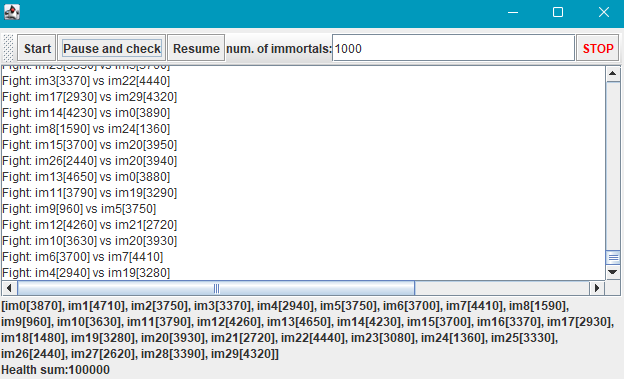 Start Pause and check Resume num. of immortals: 1000 STOP
Fight: im3[3370] vs im22[4440]
Fight: im17[2930] vs im29[4320]
Fight: im14[4230] vs im0[3890]
Fight: im8[1590] vs im24[1360]
Fight: im15[3700] vs im20[3950]
Fight: im26[2440] vs im20[3940]
Fight: im13[4650] vs im0[3880]
Fight: im11[3790] vs im19[3290]
Fight: im9[960] vs im5[3750]
Fight: im12[4260] vs im21[2720]
Fight: im10[3630] vs im20[3930]
Fight: im6[3700] vs im7[4410]
Fight: im4[2940] vs im19[3280]
[im0[3870], im1[4710], im2[3750], im3[3370], im4[2940], im5[3750], im6[3700], im7[4410], im8[1590],
im9[960], im10[3630], im11[3790], im12[4260], im13[4650], im14[4230], im15[3700], im16[3370], im17[2930],
im18[1480], im19[3280], im20[3930], im21[2720], im22[4440], im23[3080], im24[1360], im25[3330],
im26[2440], im27[2620], im28[3390], im29[4320]]
Health sum:100000